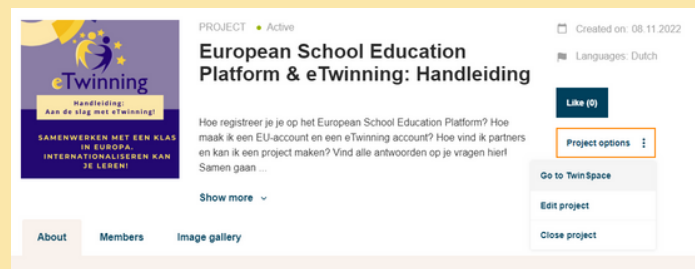 eTwinning
Handleiding:
Aan de slag met eTwinning!
SAMENWERKEN MET EEN KLAS
IN EUROPA.
INTERNATIONALISEREN KAN
JE LEREN!
PROJECT • Active
European School Education
Platform & eTwinning: Handleiding
Hoe registreer je je op het European School Education Platform? Hoe
maak ik een EU-account en een eTwinning account? Hoe vind ik partners
en kan ik een project maken? Vind alle antwoorden op je vragen hier!
Samen gaan ...
Show more
Created on: 08.11.2022
Languages: Dutch
Like (0)
Project options
Go to TwinSpace
Edit project
Close project
About Members Image gallery